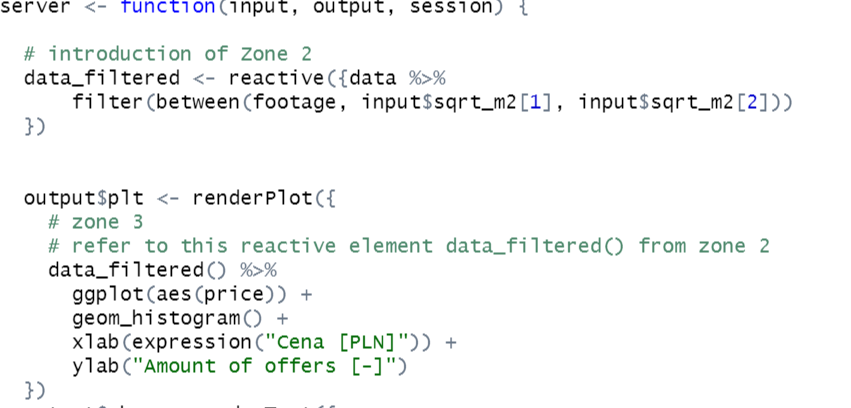 server <- function(input, output, session) {
# introduction of Zone 2
data_filtered <- reactive({data %>%
filter(between(footage, input$sqrt_m2[1], input$sqrt_m2[2]))
})
output$plt <- renderPlot({
# zone 3
# refer to this reactive element data_filtered() from zone 2
data_filtered() %>%
ggplot(aes(price)) +
geom_histogram() +
xlab(expression("Cena [PLN]")) +
ylab("Amount of offers [-]")
})